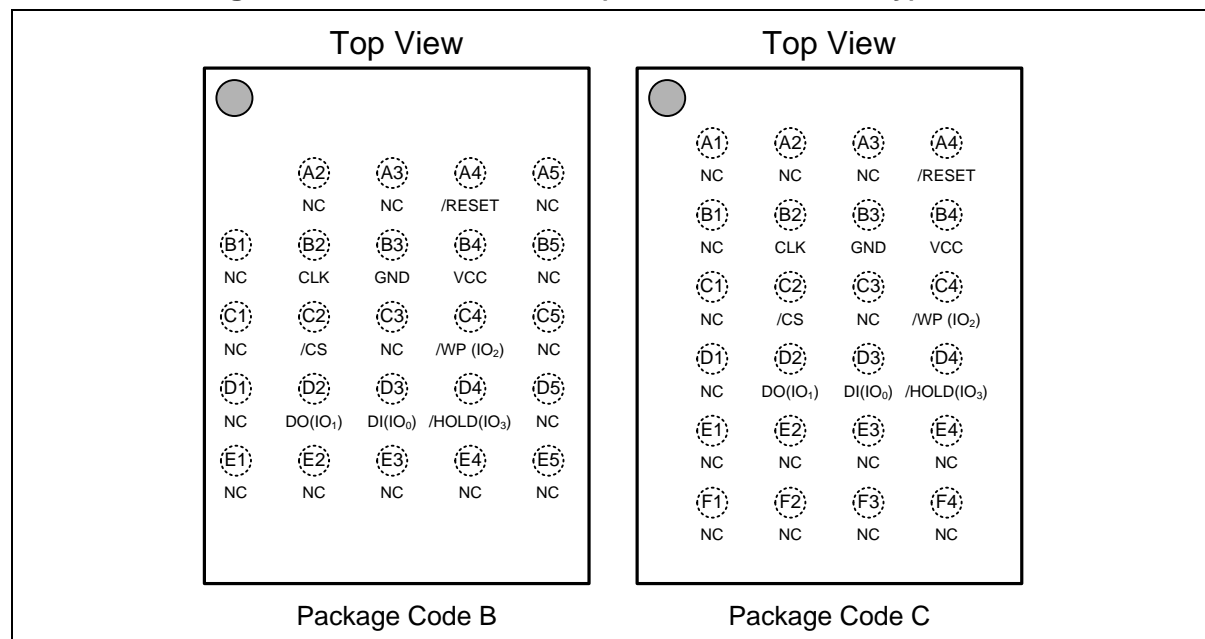 Top View
A2 A3 A4 A5
NC NC /RESET NC
B1 B2 B3 B4 B5
NC CLK GND VCC NC
C1 C2 C3 C4 C5
NC /CS NC /WP (IO₂) NC
D1 D2 D3 D4 D5
NC DO(IO₁) DI(IO₀) /HOLD(IO₃) NC
E1 E2 E3 E4 E5
NC NC NC NC NC
Package Code B
Top View
A1 A2 A3 A4
NC NC NC /RESET
B1 B2 B3 B4
NC CLK GND VCC
C1 C2 C3 C4
NC /CS NC /WP (IO₂)
D1 D2 D3 D4
NC DO(IO₁) DI(IO₀) /HOLD(IO₃)
E1 E2 E3 E4
NC NC NC NC
F1 F2 F3 F4
NC NC NC NC
Package Code C